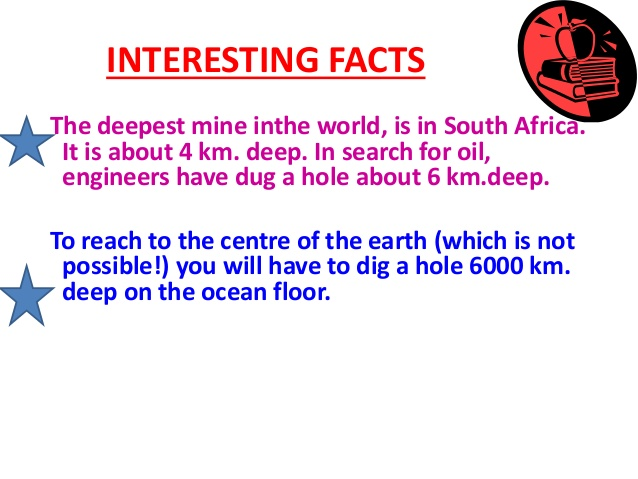 INTERESTING FACTS
The deepest mine inthe world, is in South Africa.
It is about 4 km. deep. In search for oil,
engineers have dug a hole about 6 km.deep.
To reach to the centre of the earth (which is not
possible!) you will have to dig a hole 6000 km.
deep on the ocean floor.